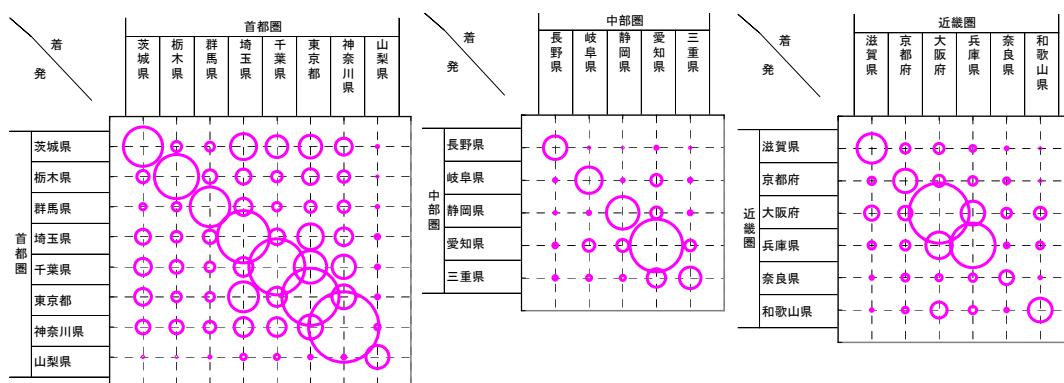 首都圏
着
発
茨城県
栃木県
群馬県
埼玉県
千葉県
東京都
神奈川県
山梨県
首都圏
茨城県
栃木県
群馬県
埼玉県
千葉県
東京都
神奈川県
山梨県
中部圏
着
発
長野県
岐阜県
静岡県
愛知県
三重県
中部圏
長野県
岐阜県
静岡県
愛知県
三重県
近畿圏
着
発
滋賀県
京都府
大阪府
兵庫県
奈良県
和歌山県
近畿圏
滋賀県
京都府
大阪府
兵庫県
奈良県
和歌山県